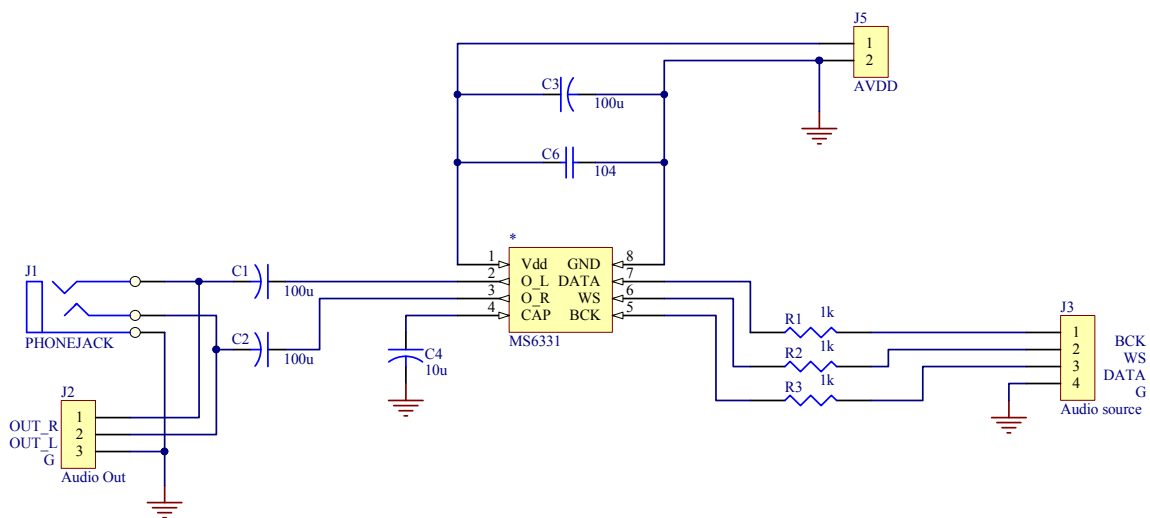 J5
1
2
AVDD
C3
100u
C6
104
*
1 Vdd GND 8
2 O_L DATA 7
3 O_R WS 6
4 CAP BCK 5
MS6331
J1
PHONEJACK
C1
100u
C2
100u
C4
10u
J2
OUT_R 1
OUT_L 2
G 3
Audio Out
R1 1k
R2 1k
R3 1k
J3
1 BCK
2 WS
3 DATA
4 G
Audio source